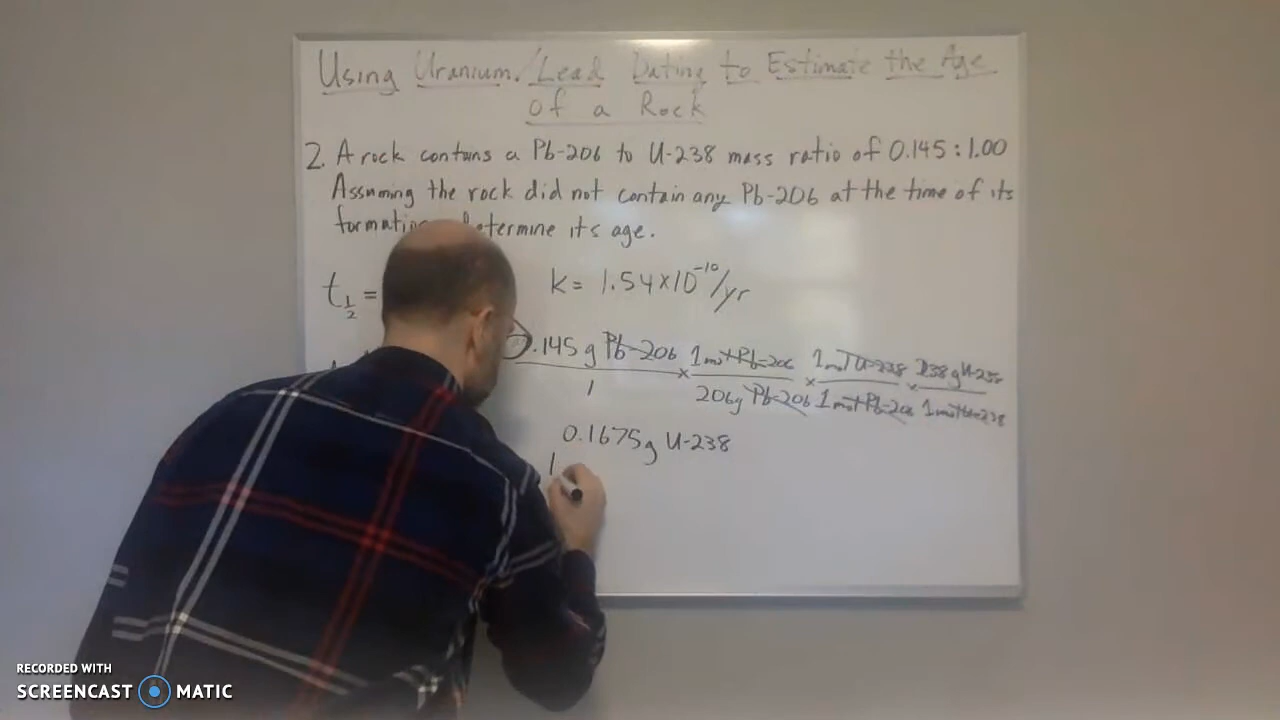 Using Uranium/Lead Dating to Estimate the Age
of a Rock
2. A rock contains a Pb-206 to U-238 mass ratio of 0.145 : 1.00
Assuming the rock did not contain any Pb-206 at the time of its
formation, determine its age.
t 1/2 = k = 1.54×10⁻¹⁰/yr
0.145 g Pb-206 / 1 × 1 mol Pb-206 / 206 g Pb-206 × 1 mol U-238 / 1 mol Pb-206 × 238 g U-238 / 1 mol U-238
0.1675 g U-238
1
RECORDED WITH
SCREENCAST MATIC